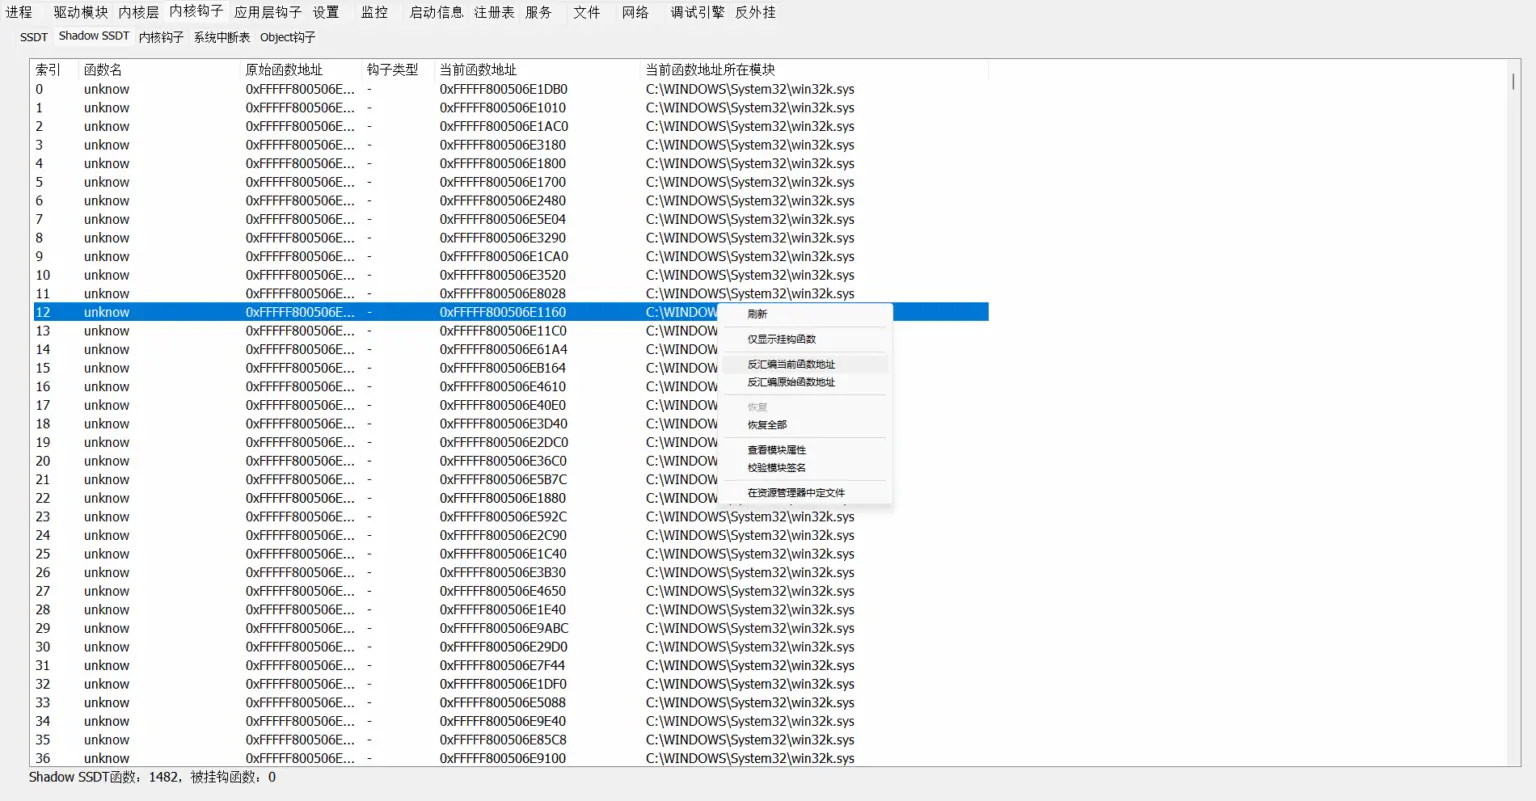 进程 驱动模块 内核层 内核钩子 应用层钩子 设置 监控 启动信息 注册表 服务 文件 网络 调试引擎 反外挂
SSDT Shadow SSDT 内核钩子 系统中断表 Object钩子
索引 函数名 原始函数地址 钩子类型 当前函数地址 当前函数地址所在模块
0 unknow 0xFFFFF800506E... - 0xFFFFF800506E1DB0 C:\WINDOWS\System32\win32k.sys
1 unknow 0xFFFFF800506E... - 0xFFFFF800506E1010 C:\WINDOWS\System32\win32k.sys
2 unknow 0xFFFFF800506E... - 0xFFFFF800506E1AC0 C:\WINDOWS\System32\win32k.sys
3 unknow 0xFFFFF800506E... - 0xFFFFF800506E3180 C:\WINDOWS\System32\win32k.sys
4 unknow 0xFFFFF800506E... - 0xFFFFF800506E1800 C:\WINDOWS\System32\win32k.sys
5 unknow 0xFFFFF800506E... - 0xFFFFF800506E1700 C:\WINDOWS\System32\win32k.sys
6 unknow 0xFFFFF800506E... - 0xFFFFF800506E2480 C:\WINDOWS\System32\win32k.sys
7 unknow 0xFFFFF800506E... - 0xFFFFF800506E5E04 C:\WINDOWS\System32\win32k.sys
8 unknow 0xFFFFF800506E... - 0xFFFFF800506E3290 C:\WINDOWS\System32\win32k.sys
9 unknow 0xFFFFF800506E... - 0xFFFFF800506E1CA0 C:\WINDOWS\System32\win32k.sys
10 unknow 0xFFFFF800506E... - 0xFFFFF800506E3520 C:\WINDOWS\System32\win32k.sys
11 unknow 0xFFFFF800506E... - 0xFFFFF800506E8028 C:\WINDOWS\System32\win32k.sys
12 unknow 0xFFFFF800506E... - 0xFFFFF800506E1160 C:\WINDOW
13 unknow 0xFFFFF800506E... - 0xFFFFF800506E11C0 C:\WINDOW
14 unknow 0xFFFFF800506E... - 0xFFFFF800506E61A4 C:\WINDOW
15 unknow 0xFFFFF800506E... - 0xFFFFF800506EB164 C:\WINDOW
16 unknow 0xFFFFF800506E... - 0xFFFFF800506E4610 C:\WINDOW
17 unknow 0xFFFFF800506E... - 0xFFFFF800506E40E0 C:\WINDOW
18 unknow 0xFFFFF800506E... - 0xFFFFF800506E3D40 C:\WINDOW
19 unknow 0xFFFFF800506E... - 0xFFFFF800506E2DC0 C:\WINDOW
20 unknow 0xFFFFF800506E... - 0xFFFFF800506E36C0 C:\WINDOW
21 unknow 0xFFFFF800506E... - 0xFFFFF800506E5B7C C:\WINDOW
22 unknow 0xFFFFF800506E... - 0xFFFFF800506E1880 C:\WINDOW
23 unknow 0xFFFFF800506E... - 0xFFFFF800506E592C C:\WINDOWS\System32\win32k.sys
24 unknow 0xFFFFF800506E... - 0xFFFFF800506E2C90 C:\WINDOWS\System32\win32k.sys
25 unknow 0xFFFFF800506E... - 0xFFFFF800506E1C40 C:\WINDOWS\System32\win32k.sys
26 unknow 0xFFFFF800506E... - 0xFFFFF800506E3B30 C:\WINDOWS\System32\win32k.sys
27 unknow 0xFFFFF800506E... - 0xFFFFF800506E4650 C:\WINDOWS\System32\win32k.sys
28 unknow 0xFFFFF800506E... - 0xFFFFF800506E1E40 C:\WINDOWS\System32\win32k.sys
29 unknow 0xFFFFF800506E... - 0xFFFFF800506E9ABC C:\WINDOWS\System32\win32k.sys
30 unknow 0xFFFFF800506E... - 0xFFFFF800506E29D0 C:\WINDOWS\System32\win32k.sys
31 unknow 0xFFFFF800506E... - 0xFFFFF800506E7F44 C:\WINDOWS\System32\win32k.sys
32 unknow 0xFFFFF800506E... - 0xFFFFF800506E1DF0 C:\WINDOWS\System32\win32k.sys
33 unknow 0xFFFFF800506E... - 0xFFFFF800506E5088 C:\WINDOWS\System32\win32k.sys
34 unknow 0xFFFFF800506E... - 0xFFFFF800506E9E40 C:\WINDOWS\System32\win32k.sys
35 unknow 0xFFFFF800506E... - 0xFFFFF800506E85C8 C:\WINDOWS\System32\win32k.sys
36 unknow 0xFFFFF800506E... - 0xFFFFF800506E9100 C:\WINDOWS\System32\win32k.sys
刷新
仅显示挂构函数
反汇编当前函数地址
反汇编原始函数地址
恢复
恢复全部
查看模块属性
校验模块签名
在资源管理器中定文件
Shadow SSDT函数：1482，被挂钩函数：0